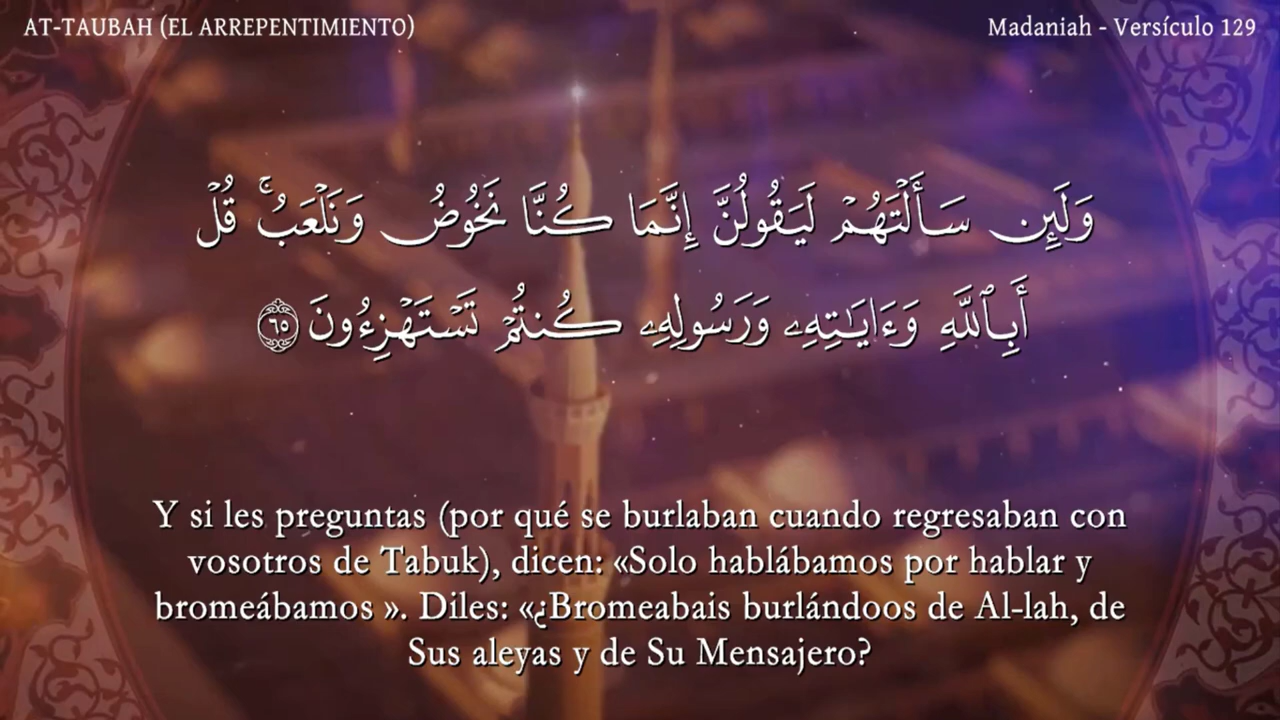 AT-TAUBAH (EL ARREPENTIMIENTO)
Madaniah - Versículo 129
وَلَئِن سَأَلْتَهُمْ لَيَقُولُنَّ إِنَّمَا كُنَّا نَخُوضُ وَنَلْعَبُ ۚ قُلْ
أَبِٱللَّهِ وَءَايَـٰتِهِۦ وَرَسُولِهِۦ كُنتُمْ تَسْتَهْزِءُونَ ٦٥
Y si les preguntas (por qué se burlaban cuando regresaban con
vosotros de Tabuk), dicen: «Solo hablábamos por hablar y
bromeábamos ». Diles: «¿Bromeabais burlándoos de Al-lah, de
Sus aleyas y de Su Mensajero?